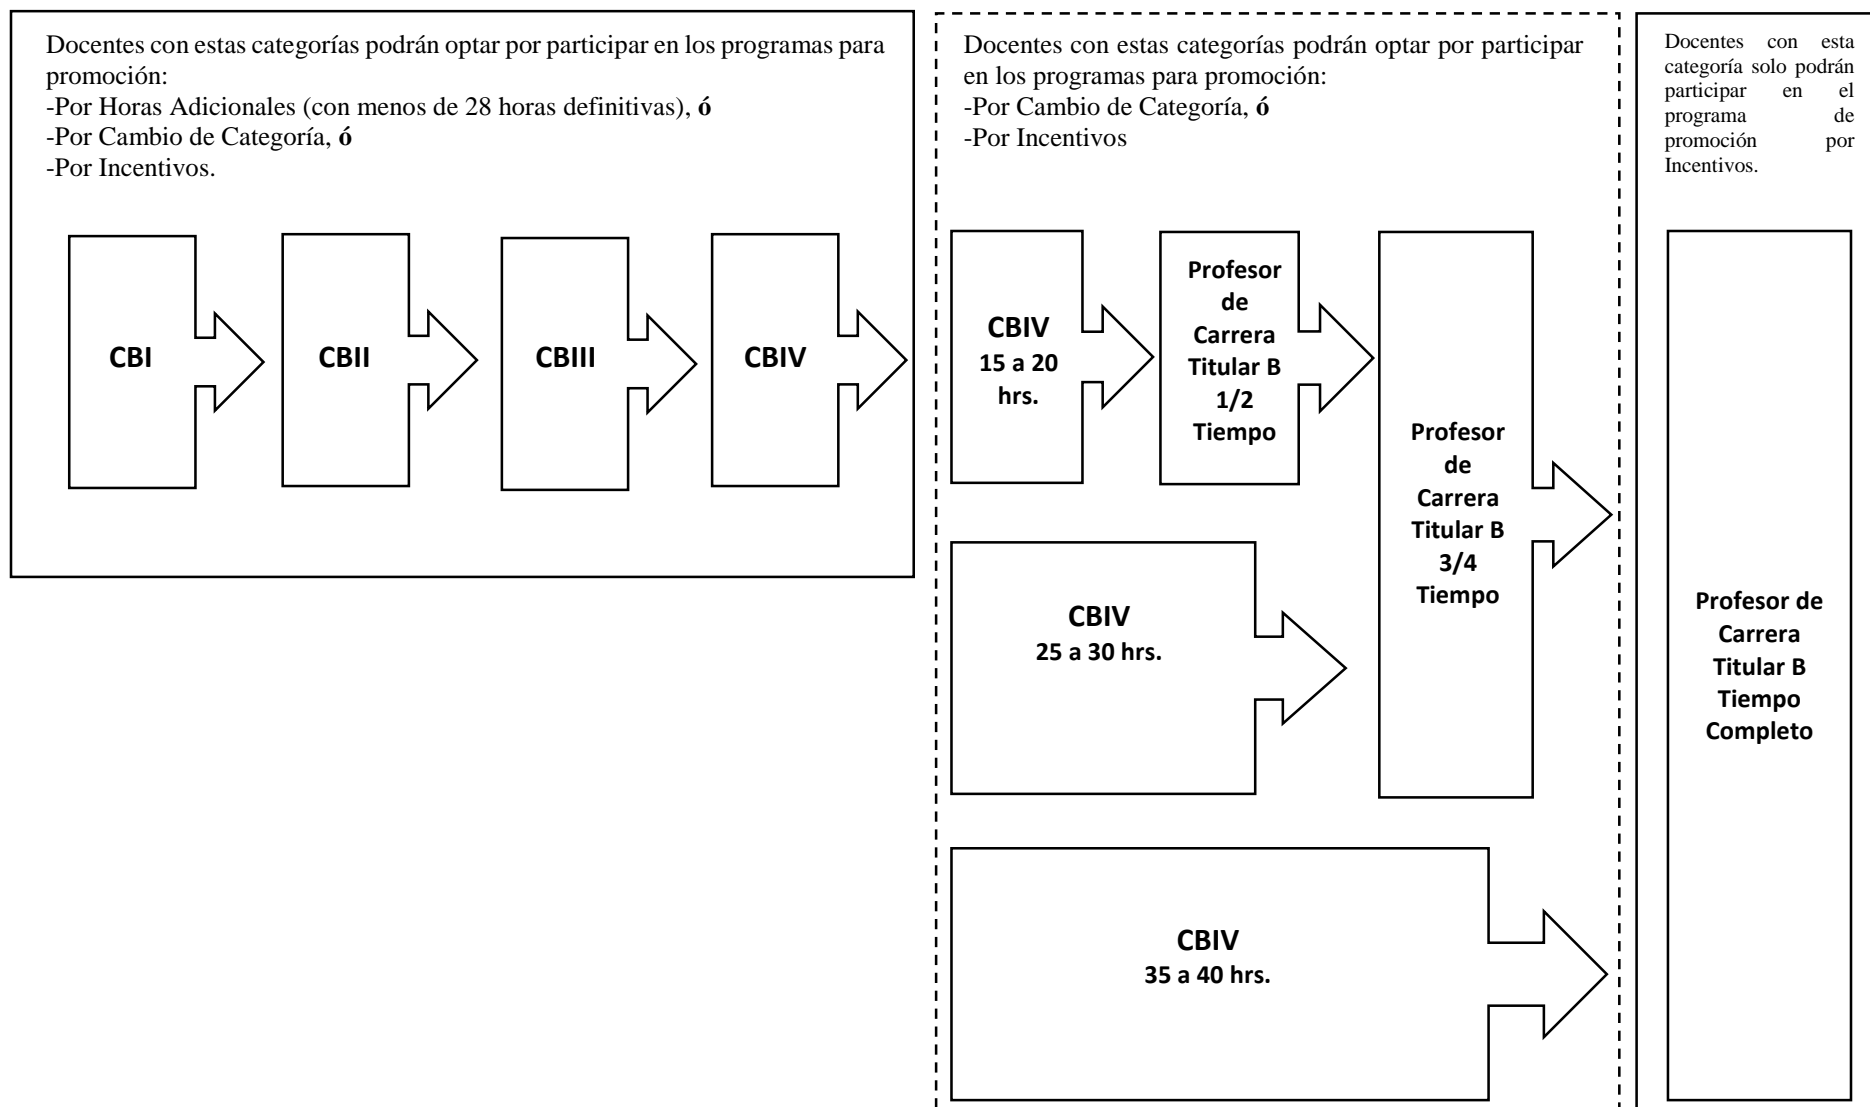 Docentes con estas categorías podrán optar por participar en los programas para
promoción:
-Por Horas Adicionales (con menos de 28 horas definitivas), ó
-Por Cambio de Categoría, ó
-Por Incentivos.
CBI
CBII
CBIII
CBIV
Docentes con estas categorías podrán optar por participar
en los programas para promoción:
-Por Cambio de Categoría, ó
-Por Incentivos
CBIV
15 a 20
hrs.
Profesor
de
Carrera
Titular B
1/2
Tiempo
Profesor
de
Carrera
Titular B
3/4
Tiempo
CBIV
25 a 30 hrs.
CBIV
35 a 40 hrs.
Docentes con esta
categoría solo podrán
participar en el
programa de
promoción por
Incentivos.
Profesor de
Carrera
Titular B
Tiempo
Completo